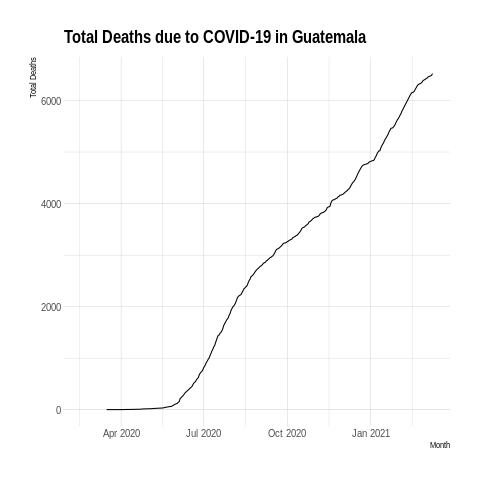 Total Deaths due to COVID-19 in Guatemala
Total Deaths
6000
4000
2000
0
Apr 2020
Jul 2020
Oct 2020
Jan 2021
Month